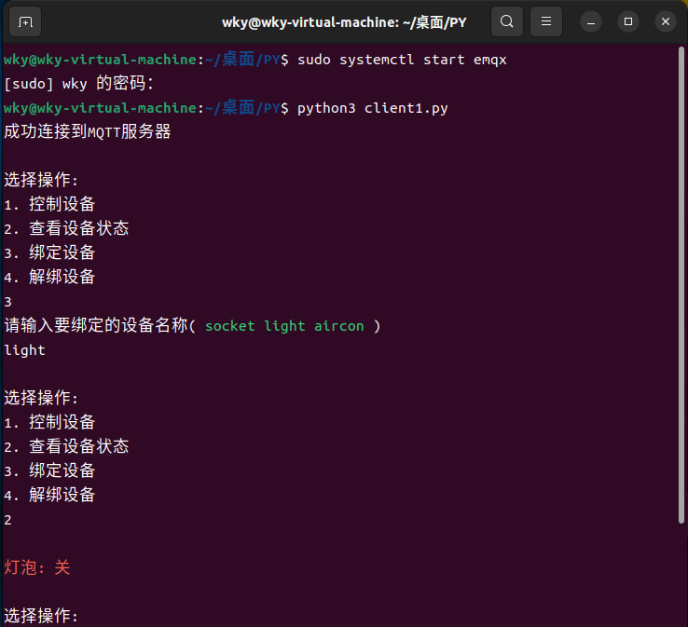 wky@wky-virtual-machine: ~/桌面/PY
wky@wky-virtual-machine:~/桌面/PY$ sudo systemctl start emqx
[sudo] wky 的密码：
wky@wky-virtual-machine:~/桌面/PY$ python3 client1.py
成功连接到MQTT服务器
选择操作:
1. 控制设备
2. 查看设备状态
3. 绑定设备
4. 解绑设备
3
请输入要绑定的设备名称( socket light aircon )
light
选择操作:
1. 控制设备
2. 查看设备状态
3. 绑定设备
4. 解绑设备
2
灯泡: 关
选择操作: